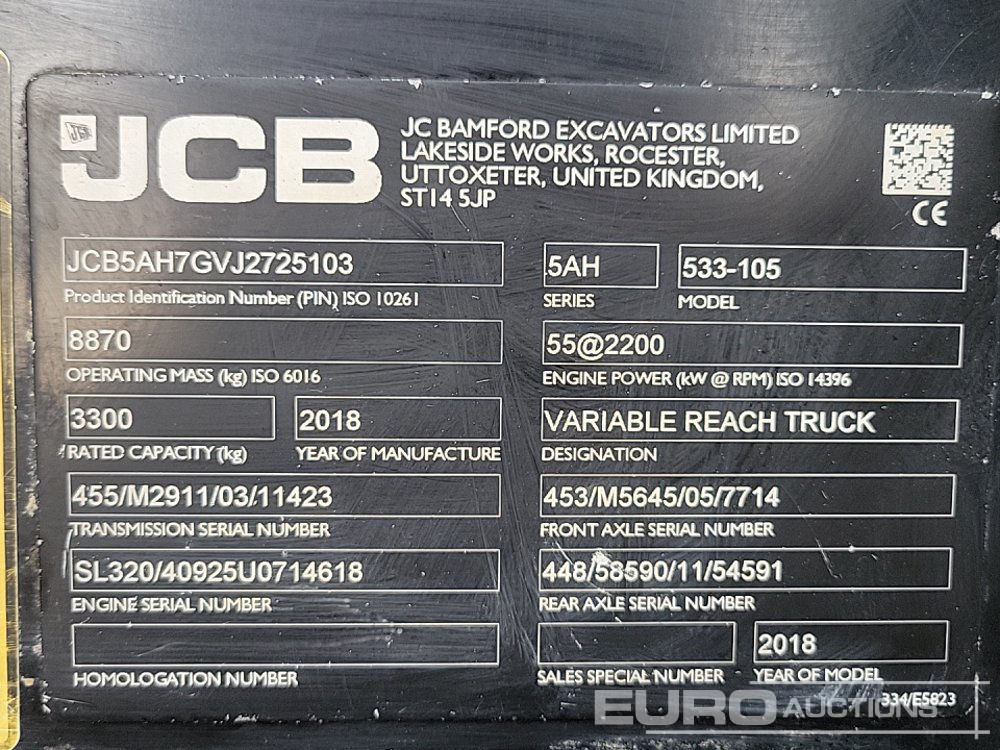 JCB
JC BAMFORD EXCAVATORS LIMITED
LAKESIDE WORKS, ROCESTER,
UTTOXETER, UNITED KINGDOM,
ST14 5JP
CE
JCB5AH7GVJ2725103
Product Identification Number (PIN) ISO 10261
5AH
SERIES
533-105
MODEL
8870
OPERATING MASS (kg) ISO 6016
55@2200
ENGINE POWER (kW @ RPM) ISO 14396
3300
RATED CAPACITY (kg)
2018
YEAR OF MANUFACTURE
VARIABLE REACH TRUCK
DESIGNATION
455/M2911/03/11423
TRANSMISSION SERIAL NUMBER
453/M5645/05/7714
FRONT AXLE SERIAL NUMBER
SL320/40925U0714618
ENGINE SERIAL NUMBER
448/58590/11/54591
REAR AXLE SERIAL NUMBER
HOMOLOGATION NUMBER
SALES SPECIAL NUMBER
2018
YEAR OF MODEL
334/E5823
EURO AUCTIONS